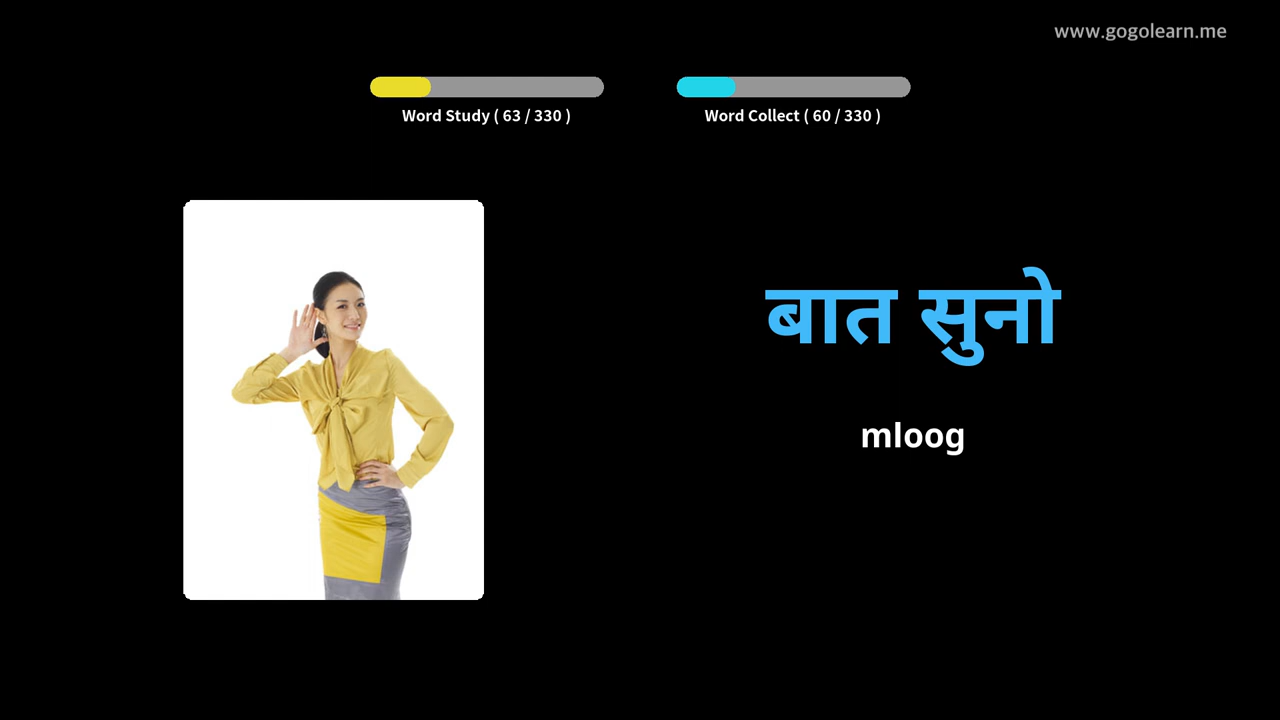 www.gogolearn.me
Word Study ( 63 / 330 )
Word Collect ( 60 / 330 )
बात सुनो
mloog